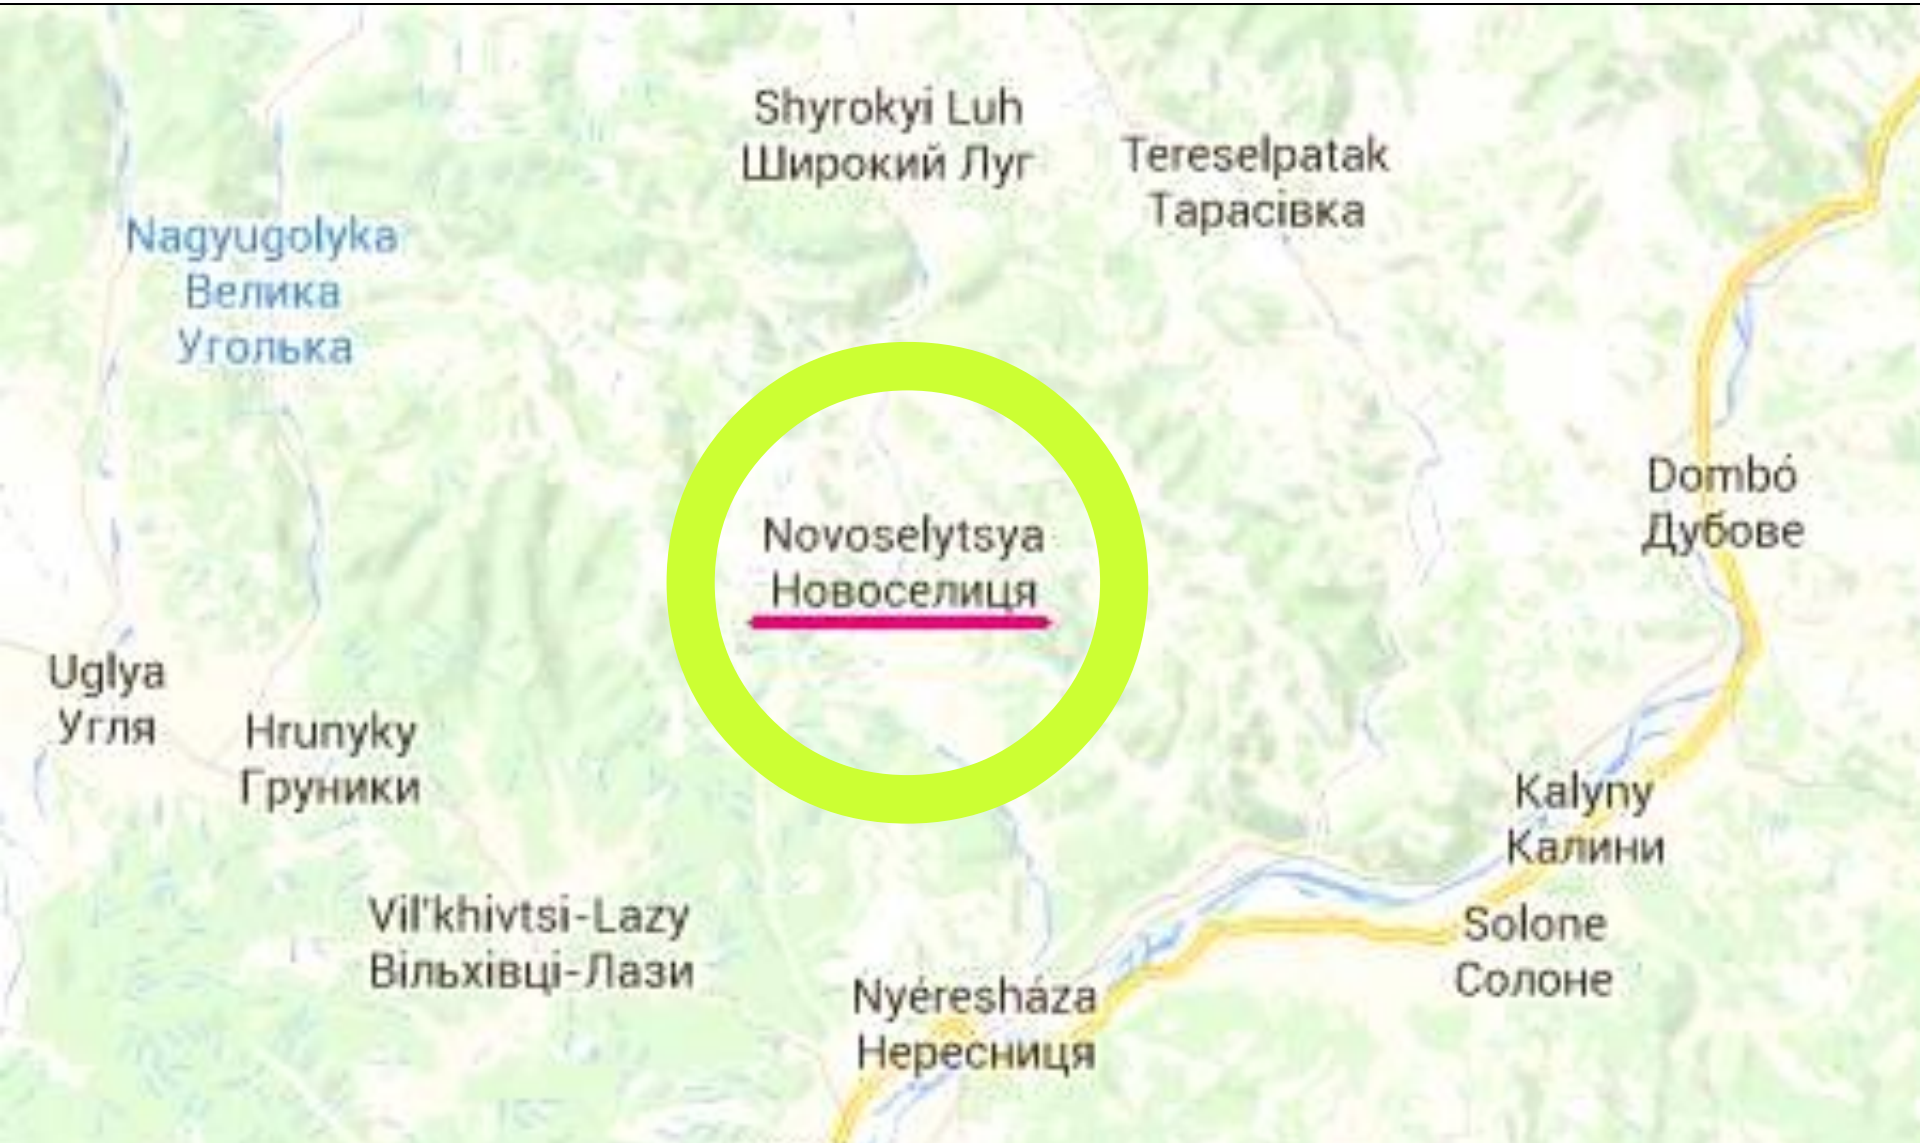 Shyrokyi Luh
Широкий Луг
Tereselpatak
Тарасівка
Nagyugolyka
Велика
Уголька
Dombó
Дубове
Novoselytsya
Новоселиця
Uglya
Угля
Hrunyky
Груники
Kalyny
Калини
Vil'khivtsi-Lazy
Вільхівці-Лази
Solone
Солоне
Nyéresháza
Нересниця